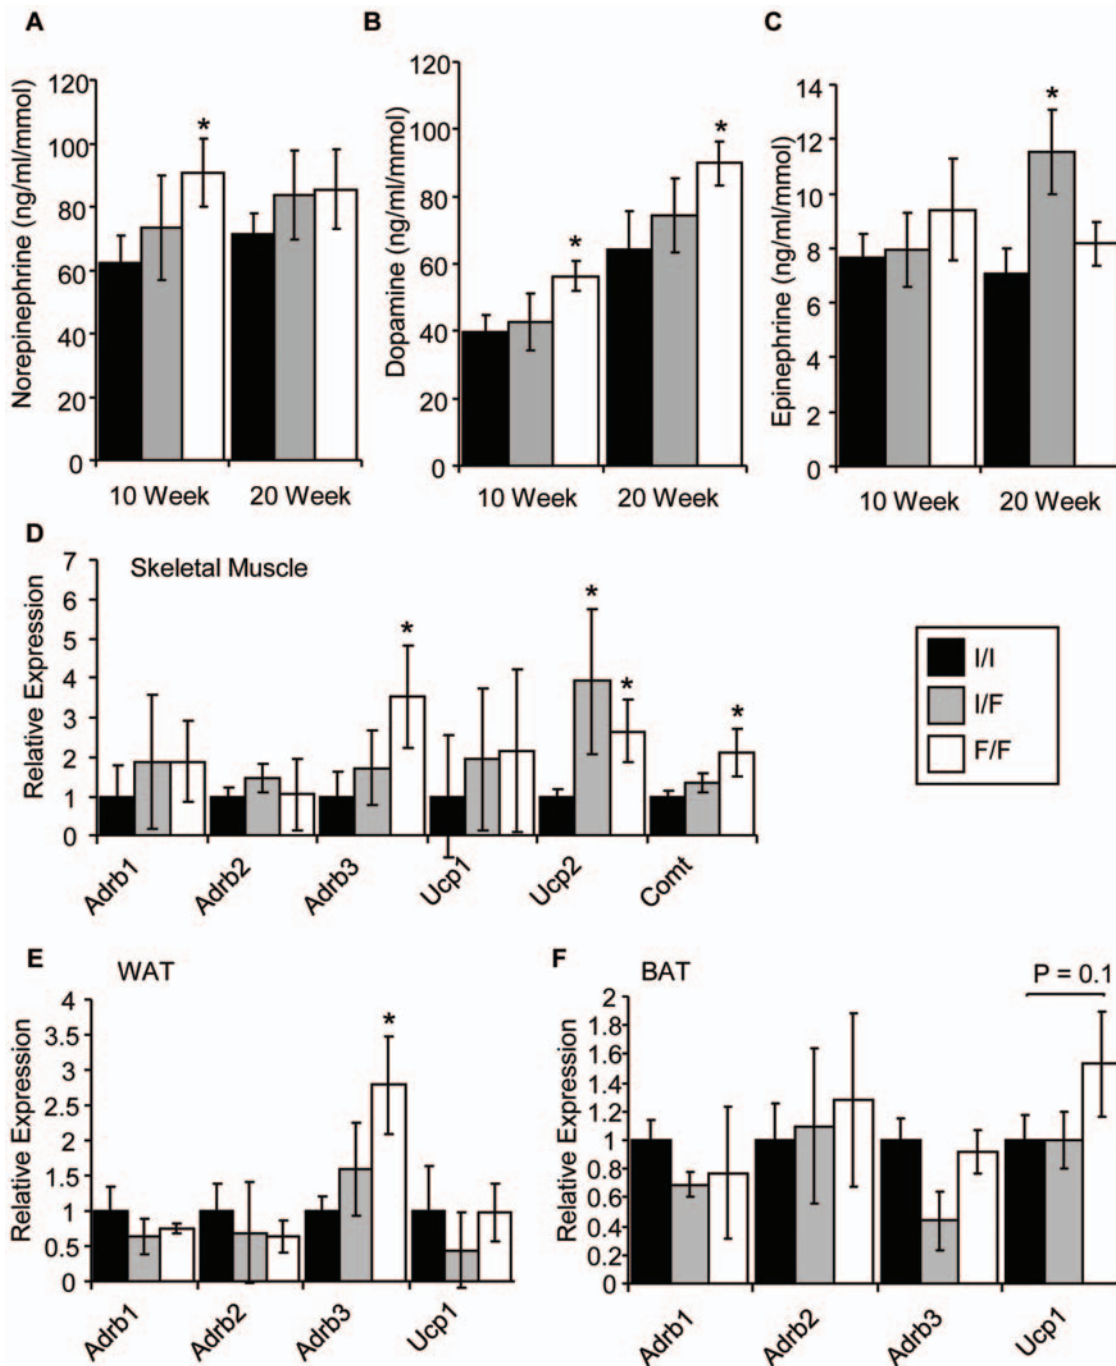 A
Norepinephrine (ng/ml/mmol)
120
100
80
60
40
20
0
*
10 Week
20 Week
B
Dopamine (ng/ml/mmol)
120
100
80
60
40
20
0
*
*
10 Week
20 Week
C
Epinephrine (ng/ml/mmol)
14
12
10
8
6
4
2
0
*
10 Week
20 Week
D
Skeletal Muscle
Relative Expression
7
6
5
4
3
2
1
0
*
*
*
*
Adrb1
Adrb2
Adrb3
Ucp1
Ucp2
Comt
I/I
I/F
F/F
E
WAT
Relative Expression
4
3.5
3
2.5
2
1.5
1
0.5
0
*
Adrb1
Adrb2
Adrb3
Ucp1
F
BAT
P = 0.1
Relative Expression
2
1.8
1.6
1.4
1.2
1
0.8
0.6
0.4
0.2
0
Adrb1
Adrb2
Adrb3
Ucp1